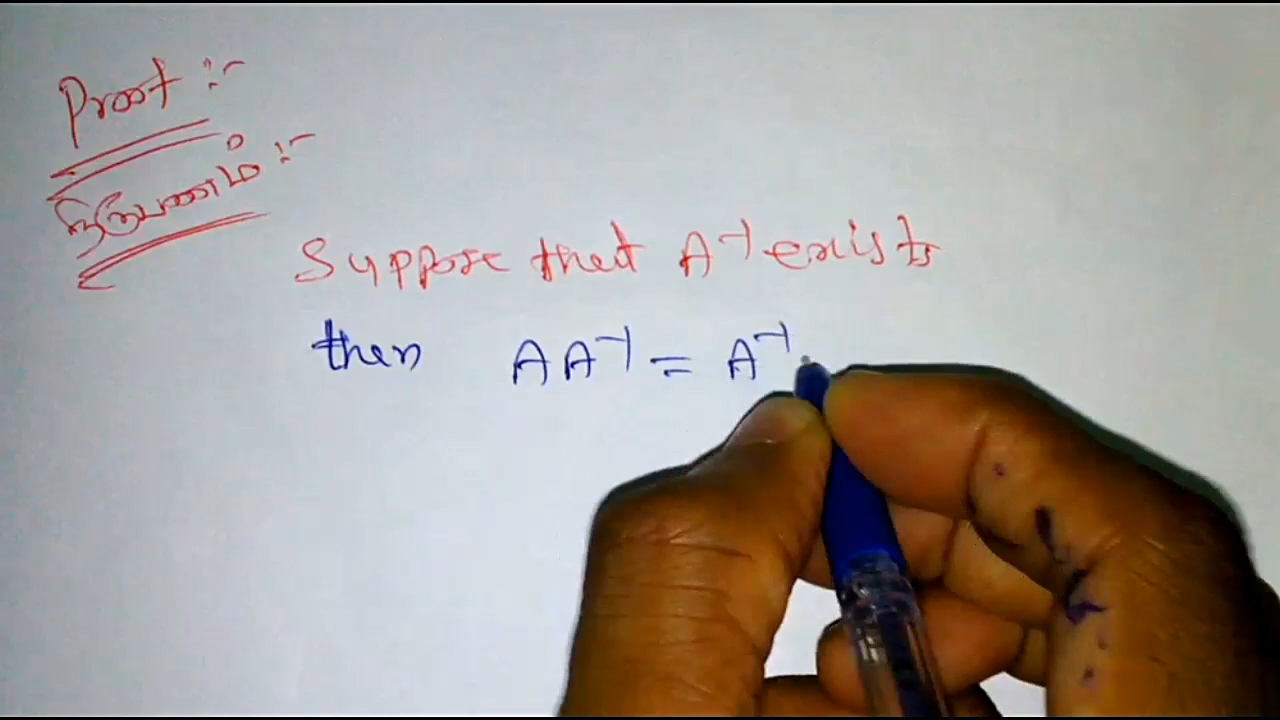 Proof :-
நிரூபணம் :-
Suppose that A⁻¹ exists
then AA⁻¹ = A⁻¹